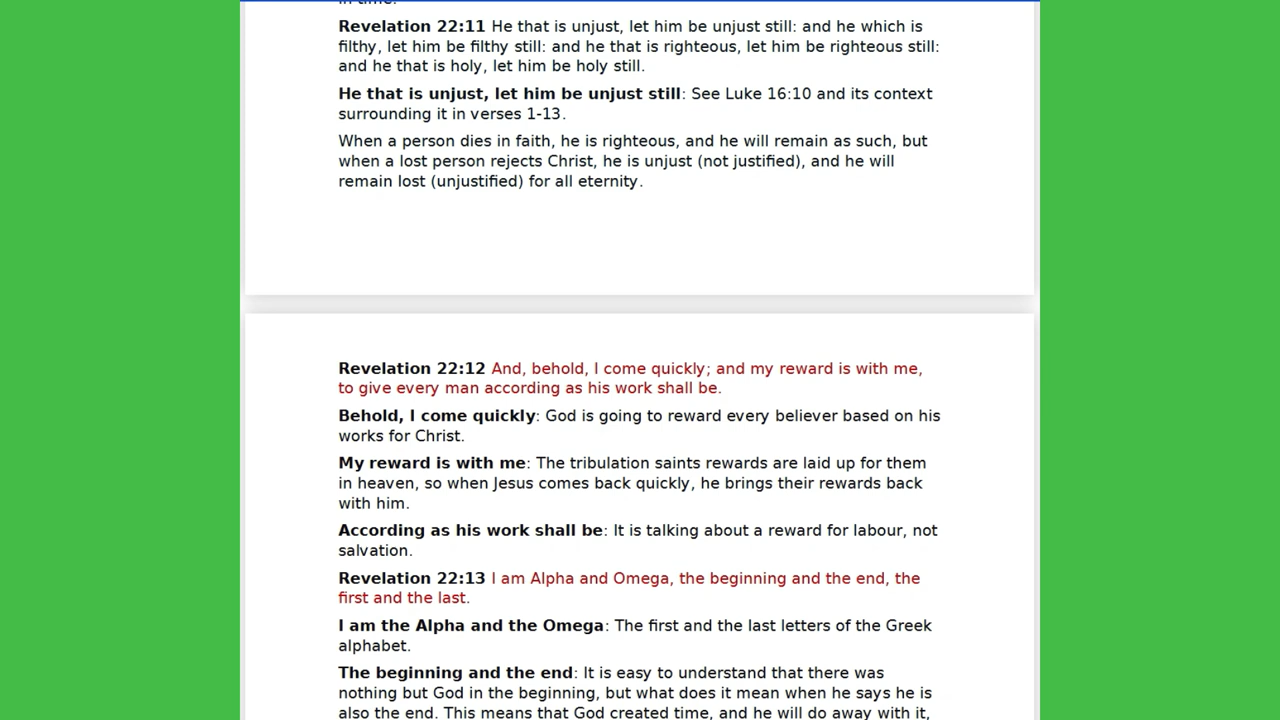 in time.
Revelation 22:11 He that is unjust, let him be unjust still: and he which is
filthy, let him be filthy still: and he that is righteous, let him be righteous still:
and he that is holy, let him be holy still.
He that is unjust, let him be unjust still: See Luke 16:10 and its context
surrounding it in verses 1-13.
When a person dies in faith, he is righteous, and he will remain as such, but
when a lost person rejects Christ, he is unjust (not justified), and he will
remain lost (unjustified) for all eternity.
Revelation 22:12 And, behold, I come quickly; and my reward is with me,
to give every man according as his work shall be.
Behold, I come quickly: God is going to reward every believer based on his
works for Christ.
My reward is with me: The tribulation saints rewards are laid up for them
in heaven, so when Jesus comes back quickly, he brings their rewards back
with him.
According as his work shall be: It is talking about a reward for labour, not
salvation.
Revelation 22:13 I am Alpha and Omega, the beginning and the end, the
first and the last.
I am the Alpha and the Omega: The first and the last letters of the Greek
alphabet.
The beginning and the end: It is easy to understand that there was
nothing but God in the beginning, but what does it mean when he says he is
also the end. This means that God created time, and he will do away with it,